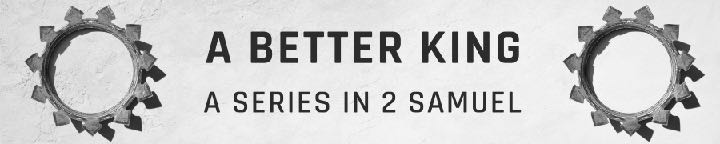 A BETTER KING
A SERIES IN 2 SAMUEL